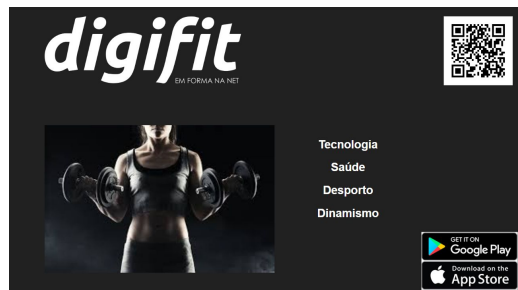 digifit
EM FORMA NA NET
Tecnologia
Saúde
Desporto
Dinamismo
GET IT ON
Google Play
Download on the
App Store